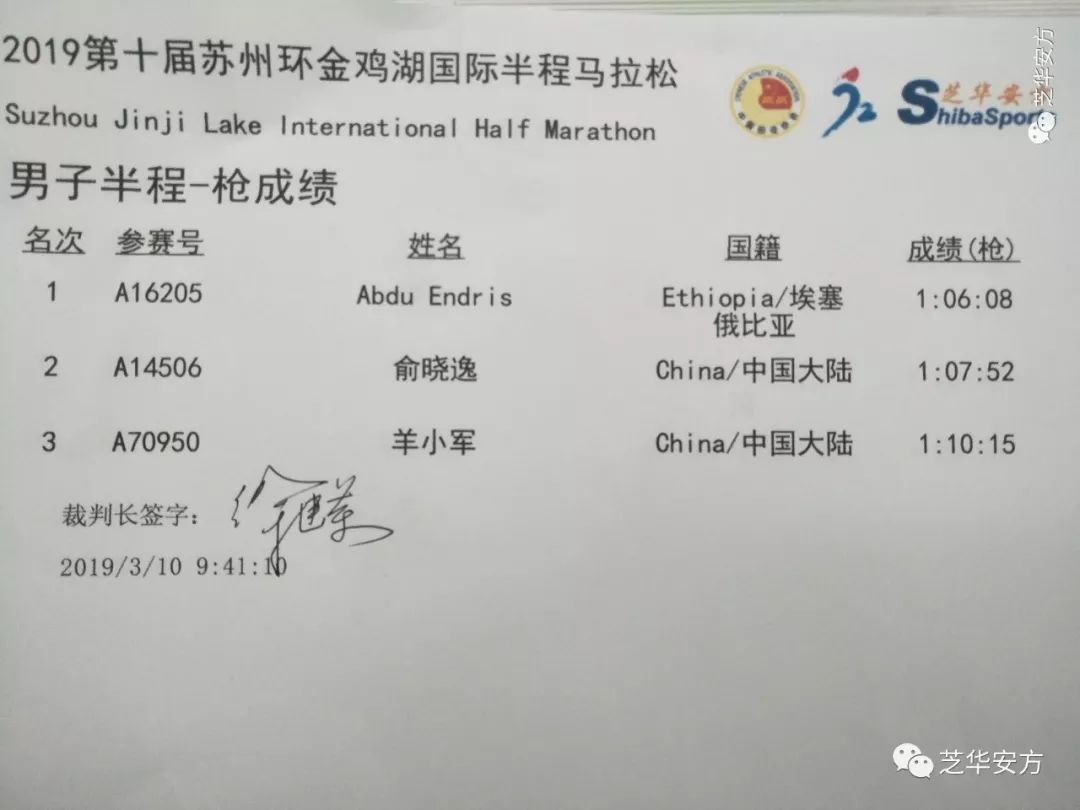 2019第十届苏州环金鸡湖国际半程马拉松
Suzhou Jinji Lake International Half Marathon
芝华安方
ShibaSports
芝华安方
男子半程-枪成绩
名次 参赛号 姓名 国籍 成绩(枪)
1 A16205 Abdu Endris Ethiopia/埃塞 1:06:08
俄比亚
2 A14506 俞晓逸 China/中国大陆 1:07:52
3 A70950 羊小军 China/中国大陆 1:10:15
裁判长签字:
2019/3/10 9:41:10
芝华安方